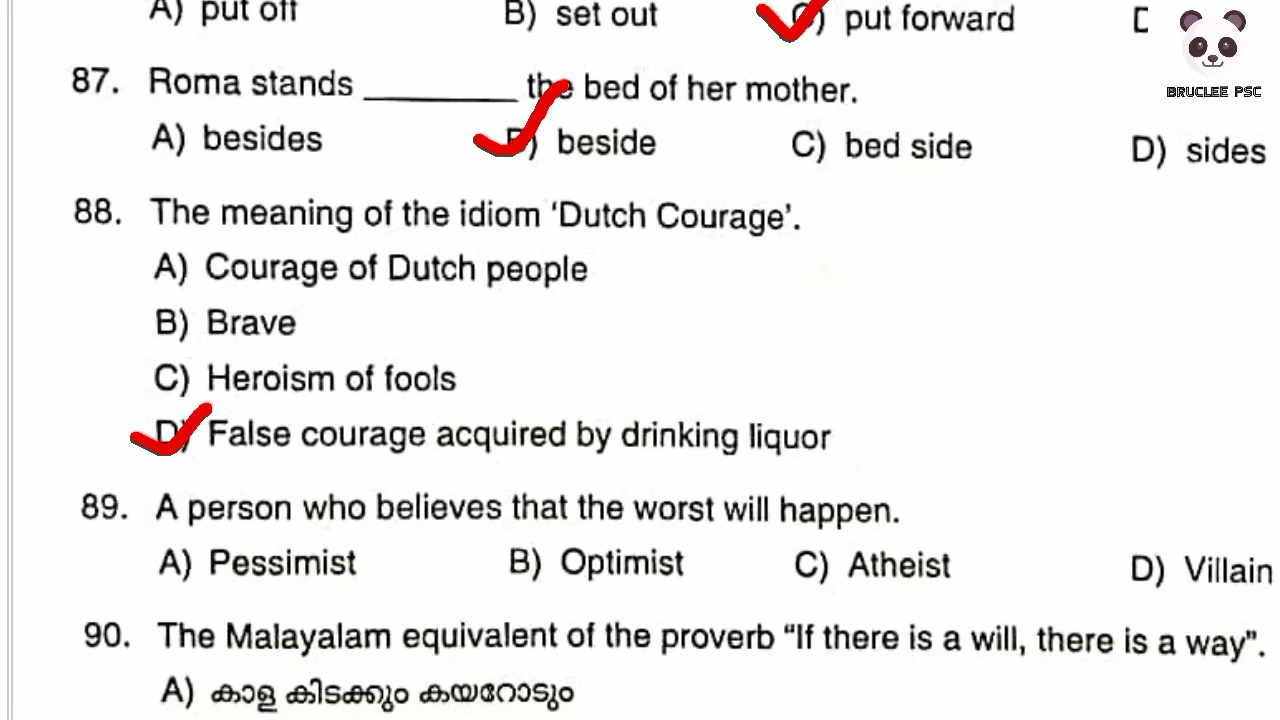 A) put off B) set out C) put forward
BRUCLEE PSC
87. Roma stands ________ the bed of her mother.
A) besides B) beside C) bed side D) sides
88. The meaning of the idiom ‘Dutch Courage’.
A) Courage of Dutch people
B) Brave
C) Heroism of fools
D) False courage acquired by drinking liquor
89. A person who believes that the worst will happen.
A) Pessimist B) Optimist C) Atheist D) Villain
90. The Malayalam equivalent of the proverb “If there is a will, there is a way”.
A) കാള കിടക്കും കയറോടും